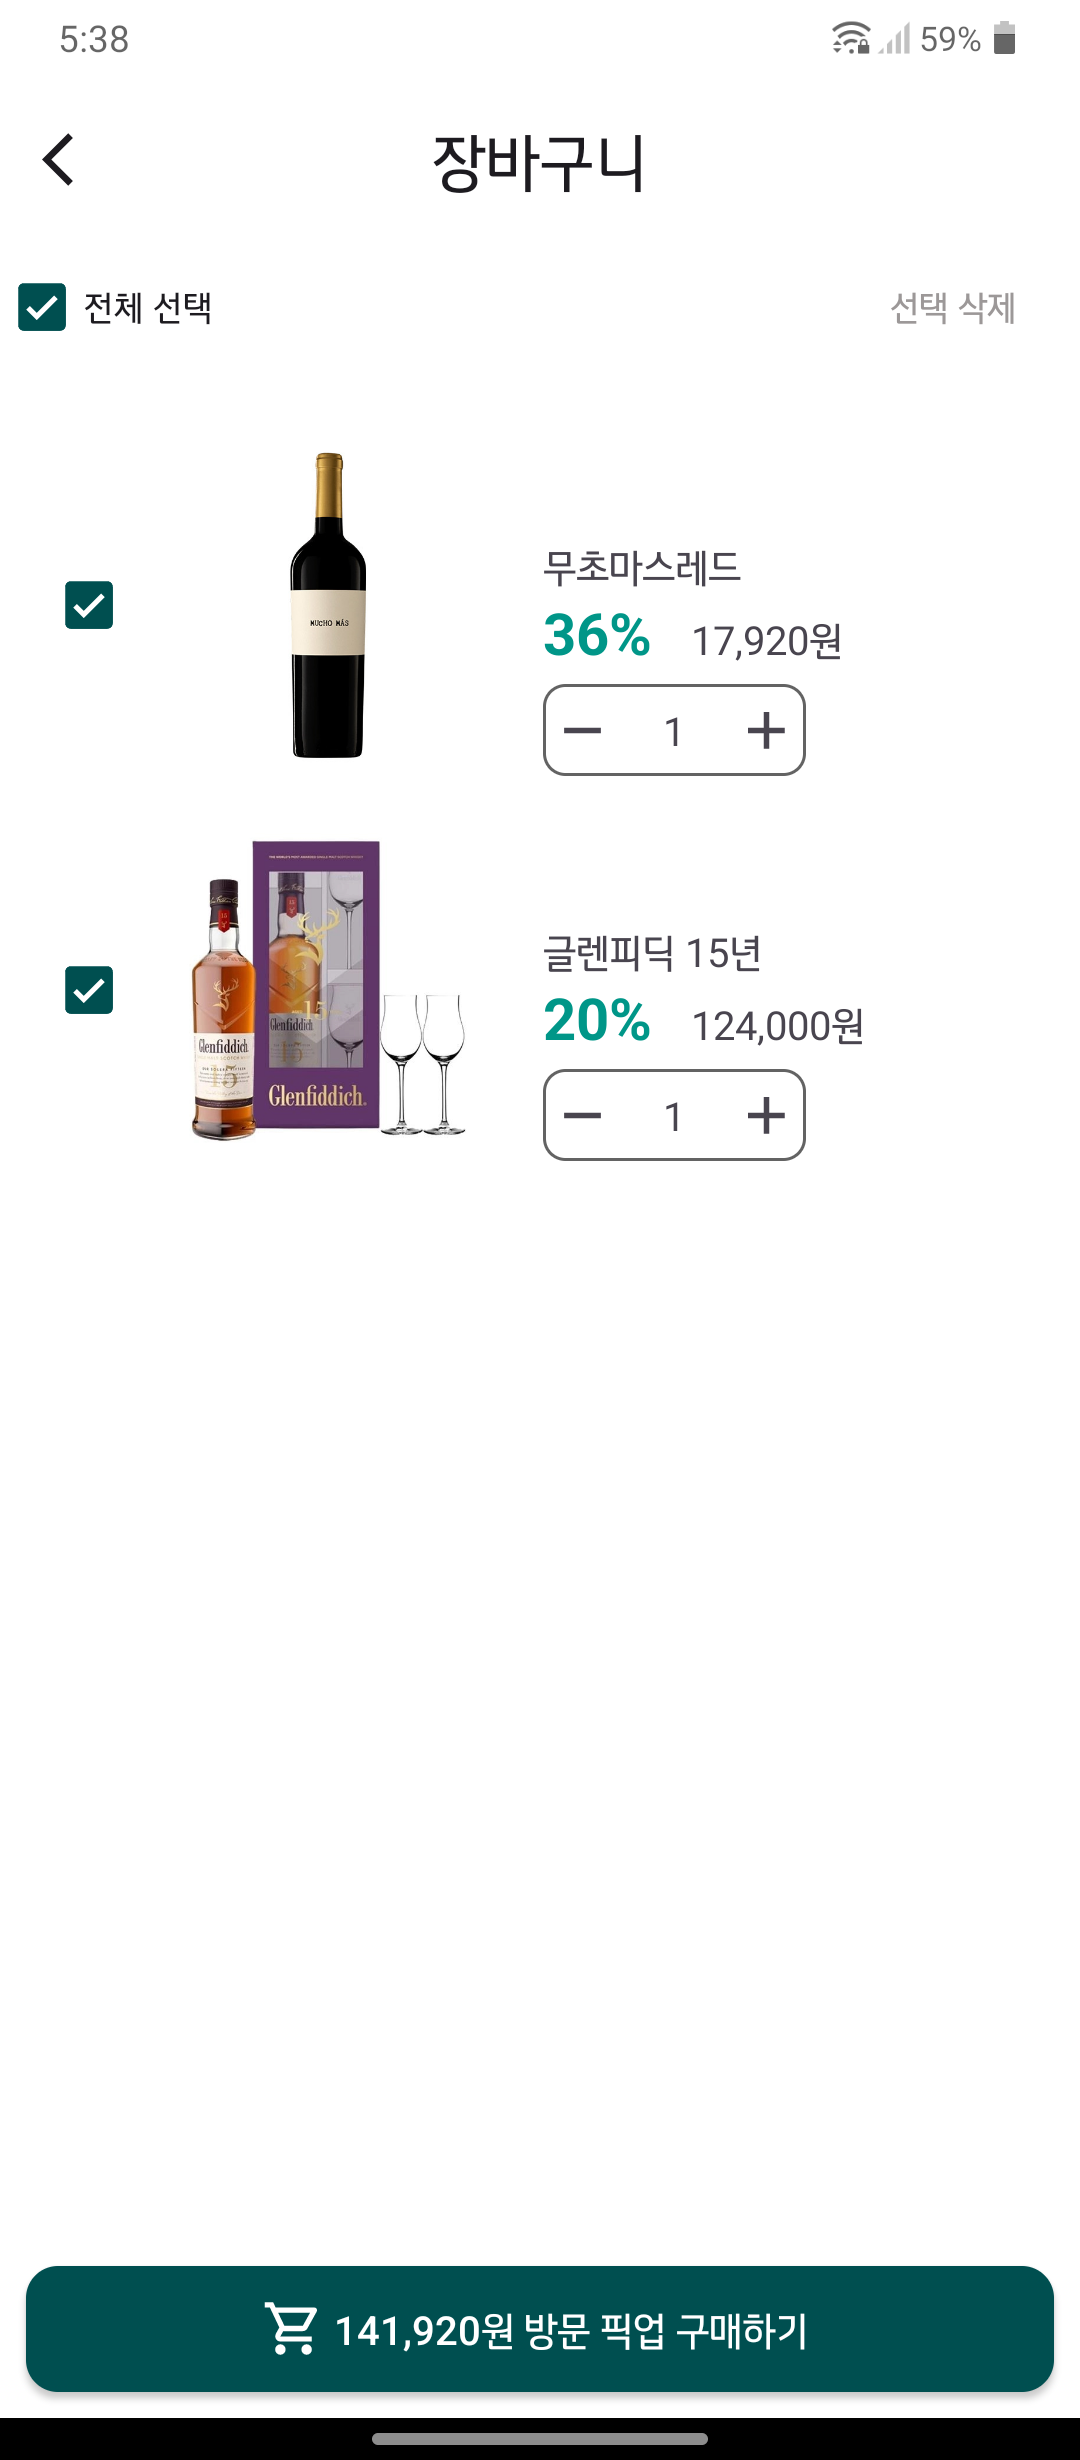 5:38
59%
장바구니
전체 선택
선택 삭제
MUCHO MÁS
무초마스레드
36% 17,920원
1
Glenfiddich
15
Glenfiddich
15
Glenfiddich.
글렌피딕 15년
20% 124,000원
1
141,920원 방문 픽업 구매하기